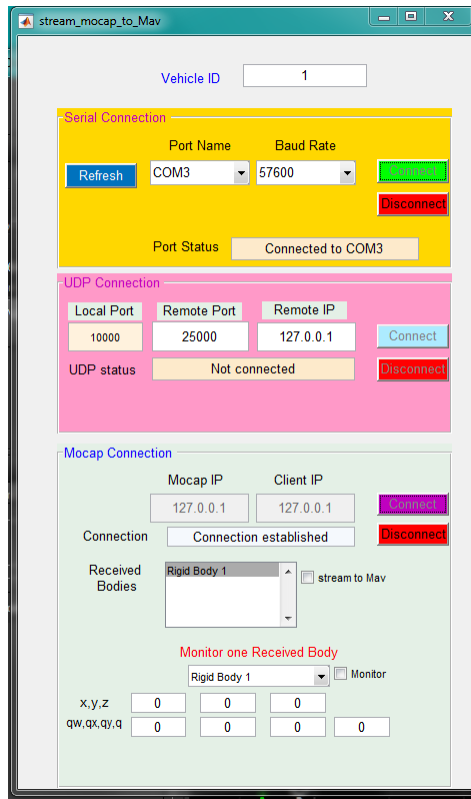 stream_mocap_to_Mav
Vehicle ID 1
Serial Connection
Port Name Baud Rate
Refresh COM3 57600 Connect
Disconnect
Port Status Connected to COM3
UDP Connection
Local Port Remote Port Remote IP
10000 25000 127.0.0.1 Connect
UDP status Not connected Disconnect
Mocap Connection
Mocap IP Client IP
127.0.0.1 127.0.0.1 Connect
Connection Connection established Disconnect
Received Bodies Rigid Body 1 stream to Mav
Monitor one Received Body
Rigid Body 1 Monitor
x,y,z 0 0 0
qw,qx,qy,q 0 0 0 0